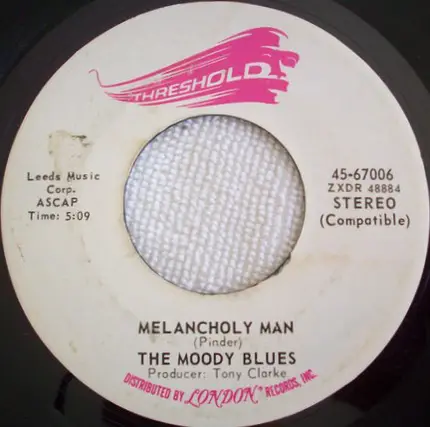 THRESHOLD
Leeds Music
Corp.
ASCAP
Time: 5:09
45-67006
ZXDR 48884
STEREO
(Compatible)
MELANCHOLY MAN
(Pinder)
THE MOODY BLUES
Producer: Tony Clarke
DISTRIBUTED BY LONDON® RECORDS, INC.